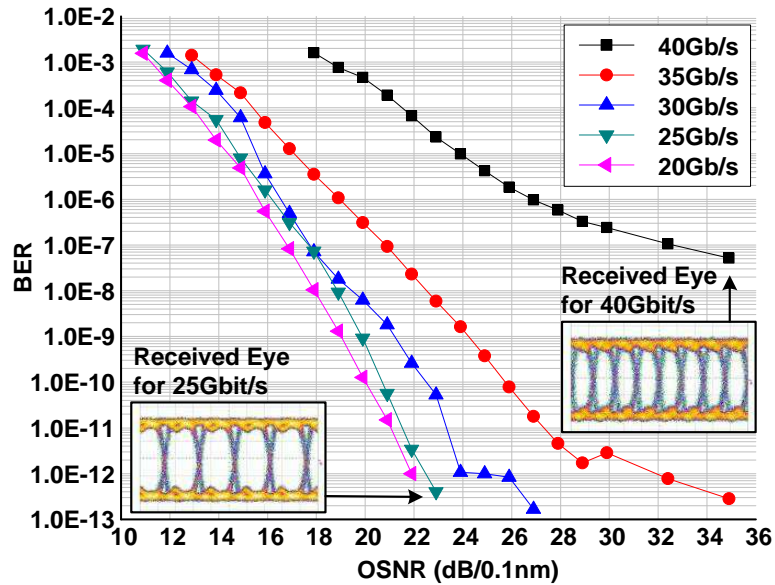 1.0E-2
1.0E-3
1.0E-4
1.0E-5
1.0E-6
1.0E-7
1.0E-8
1.0E-9
1.0E-10
1.0E-11
1.0E-12
1.0E-13
BER
40Gb/s
35Gb/s
30Gb/s
25Gb/s
20Gb/s
Received Eye
for 40Gbit/s
Received Eye
for 25Gbit/s
10 12 14 16 18 20 22 24 26 28 30 32 34 36
OSNR (dB/0.1nm)